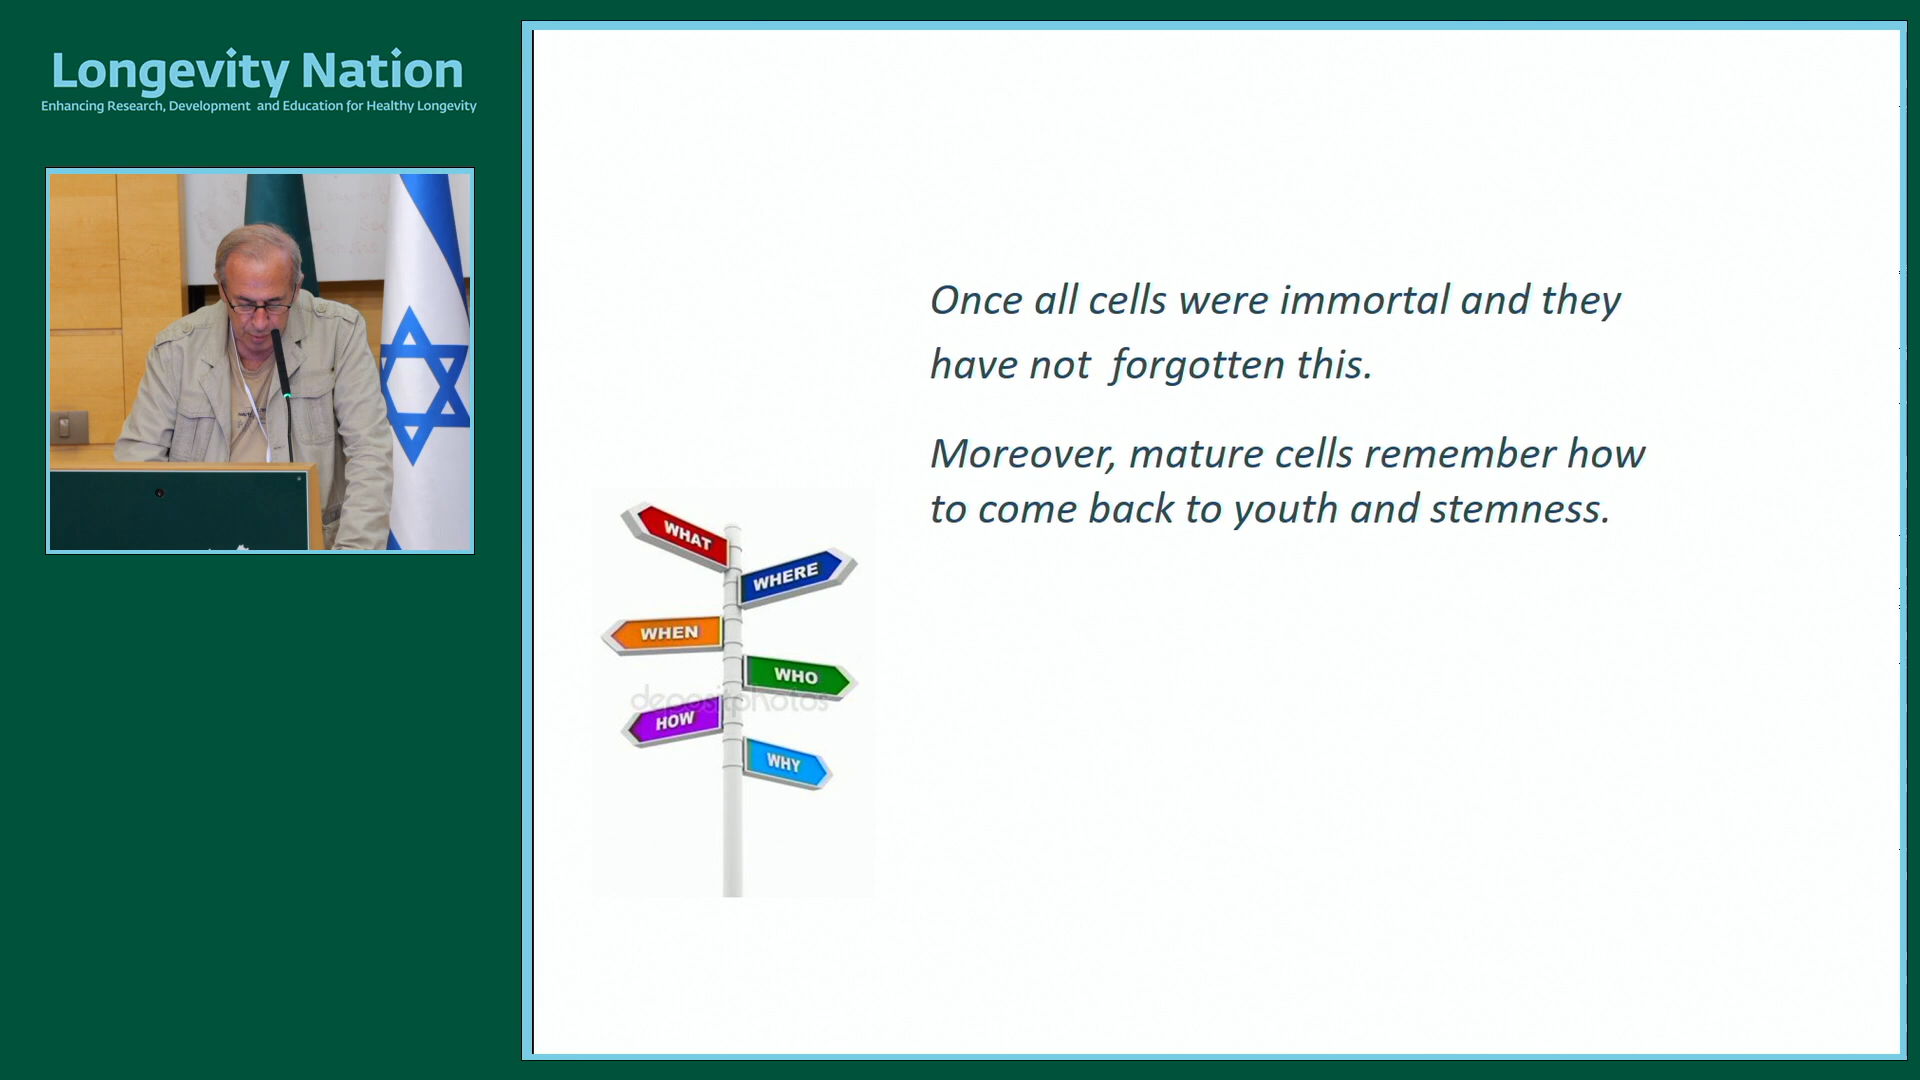 Longevity Nation
Enhancing Research, Development and Education for Healthy Longevity
Once all cells were immortal and they
have not forgotten this.
Moreover, mature cells remember how
to come back to youth and stemness.
WHAT
WHERE
WHEN
WHO
depositphotos
HOW
WHY